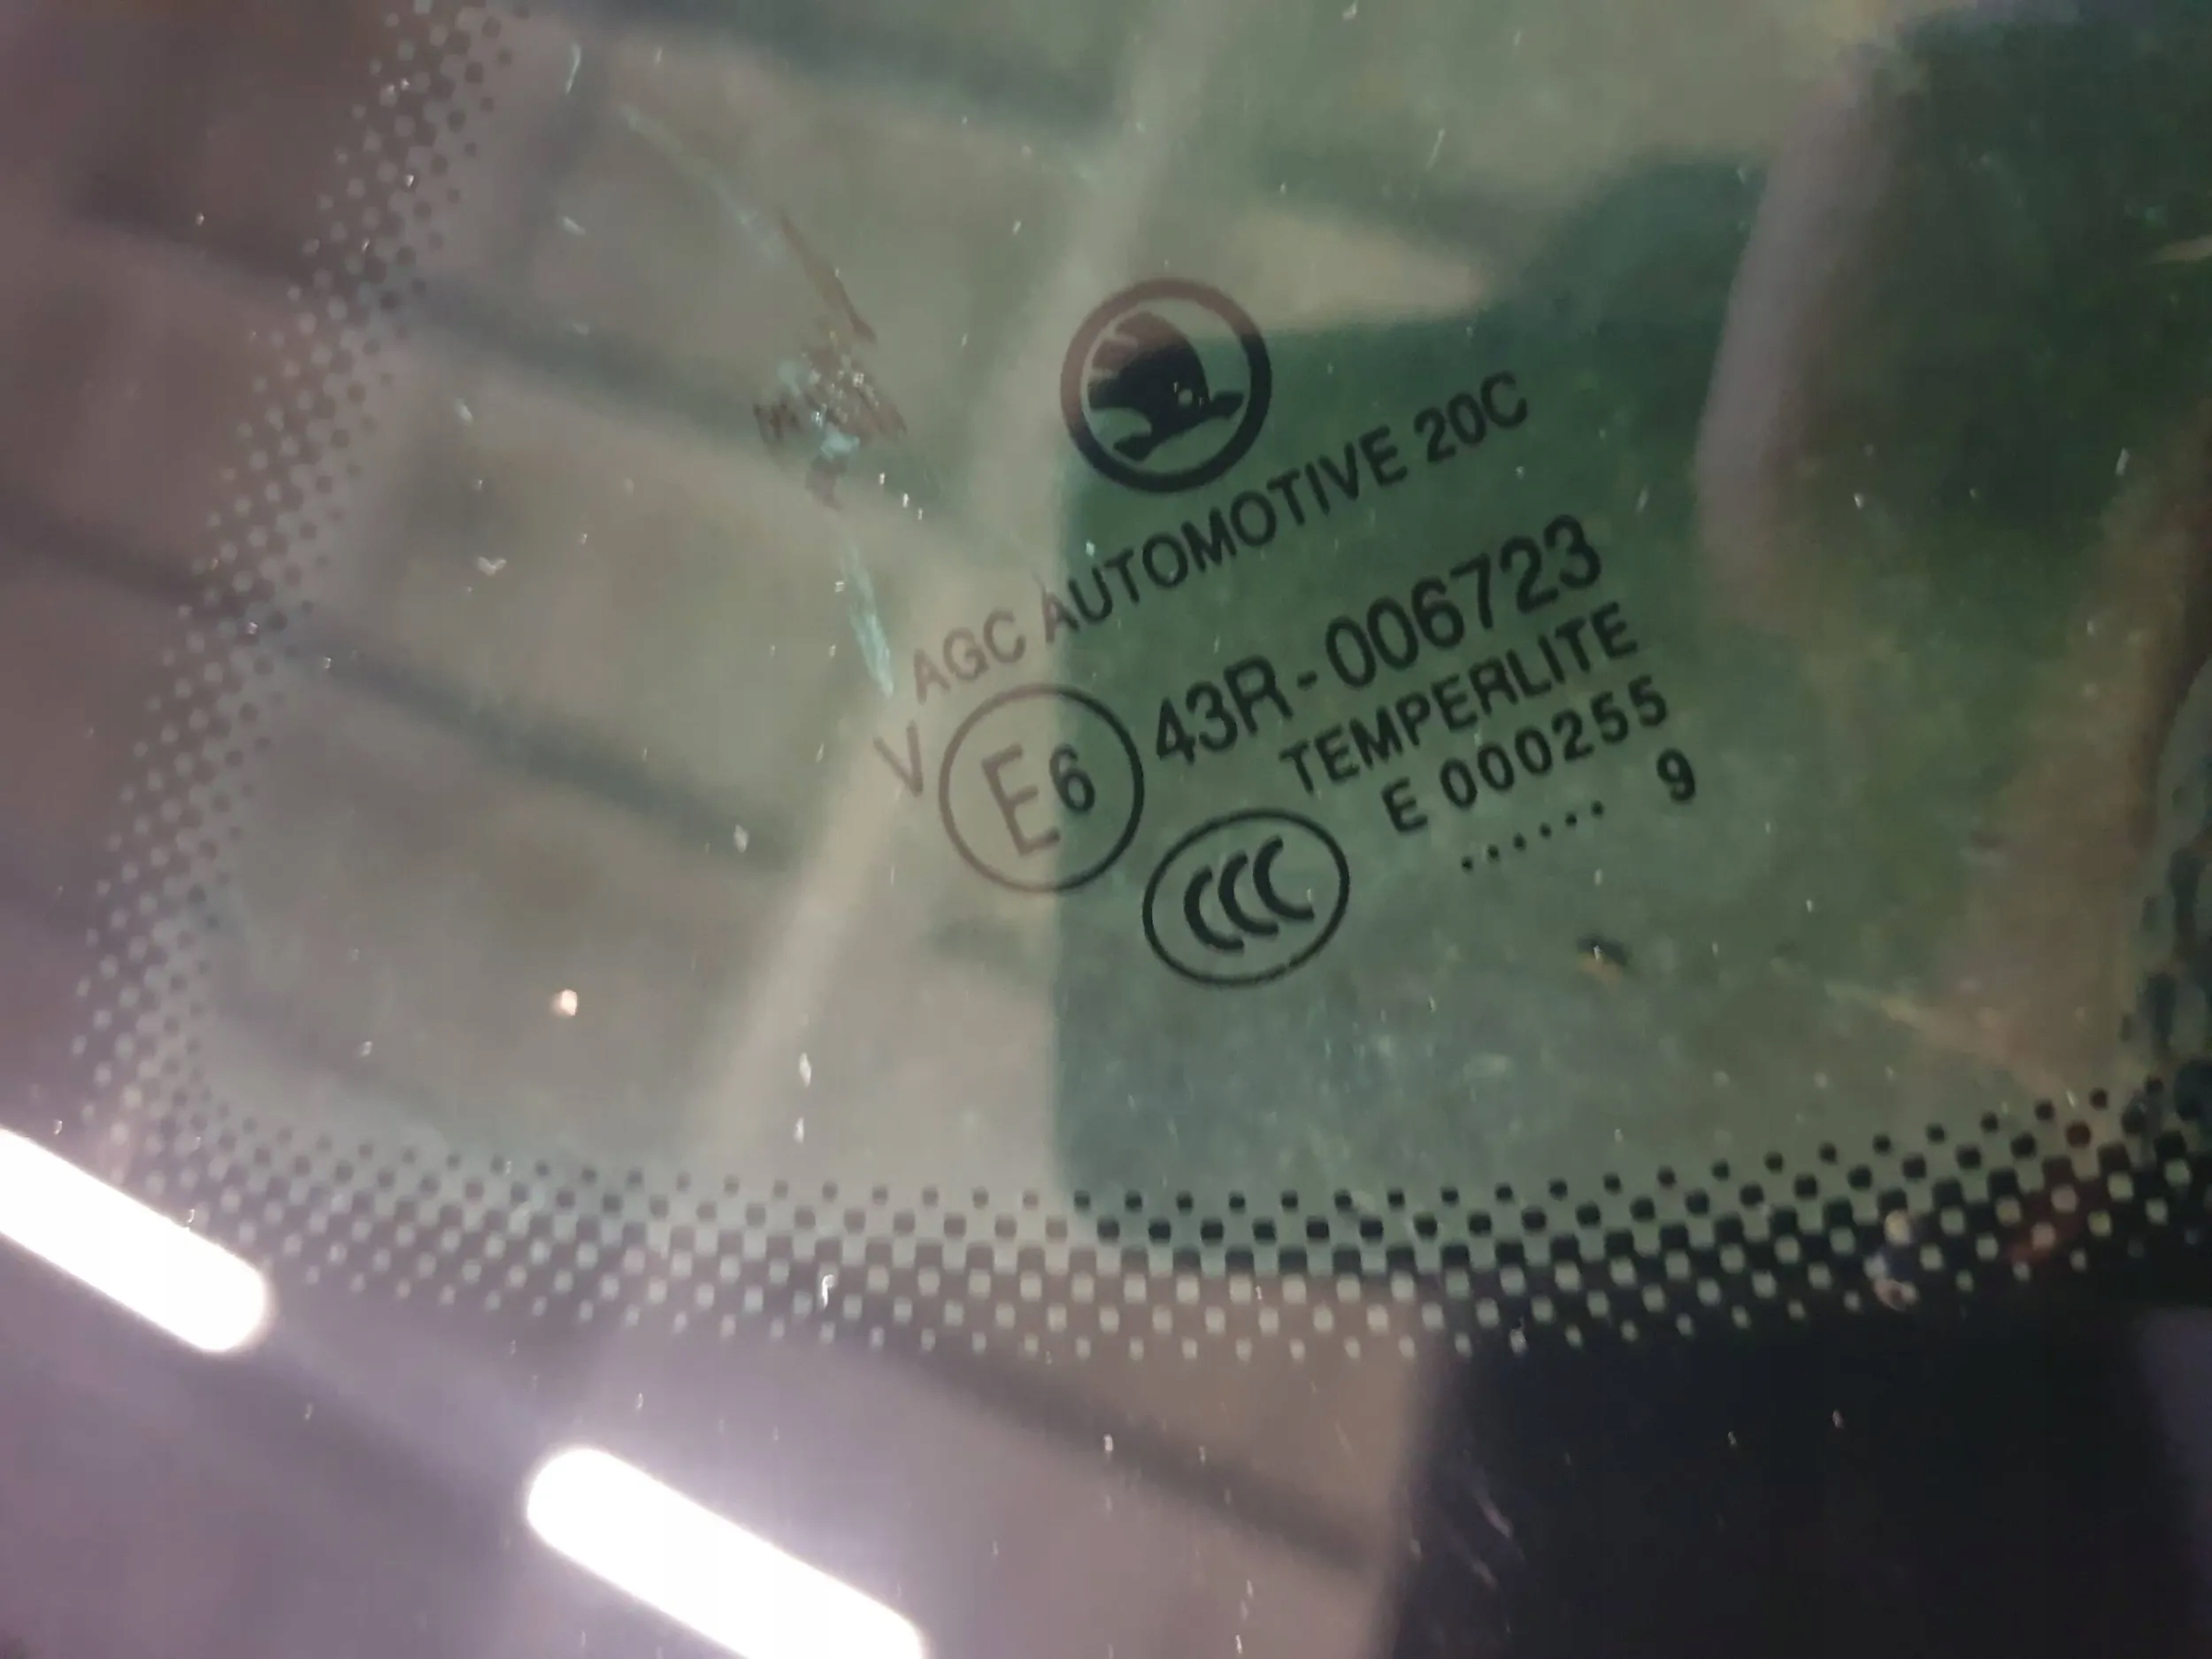 AGC AUTOMOTIVE 20C
V E6 43R-006723
TEMPERLITE
CCC E 000255
...... 9